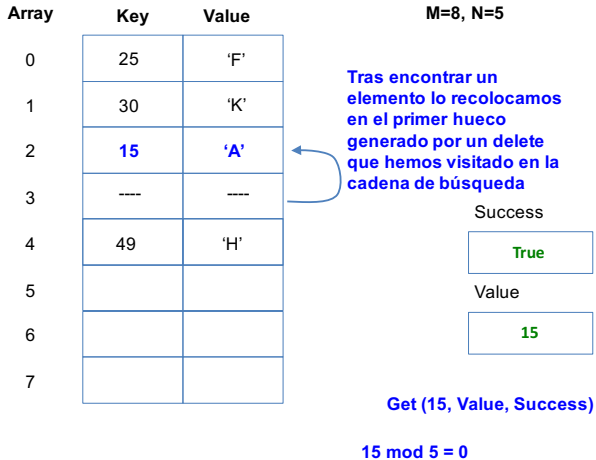 Array Key Value M=8, N=5
0 25 ‘F’
1 30 ‘K’
2 15 ‘A’
3 ---- ----
4 49 ‘H’
5
6
7
Tras encontrar un
elemento lo recolocamos
en el primer hueco
generado por un delete
que hemos visitado en la
cadena de búsqueda
Success
True
Value
15
Get (15, Value, Success)
15 mod 5 = 0